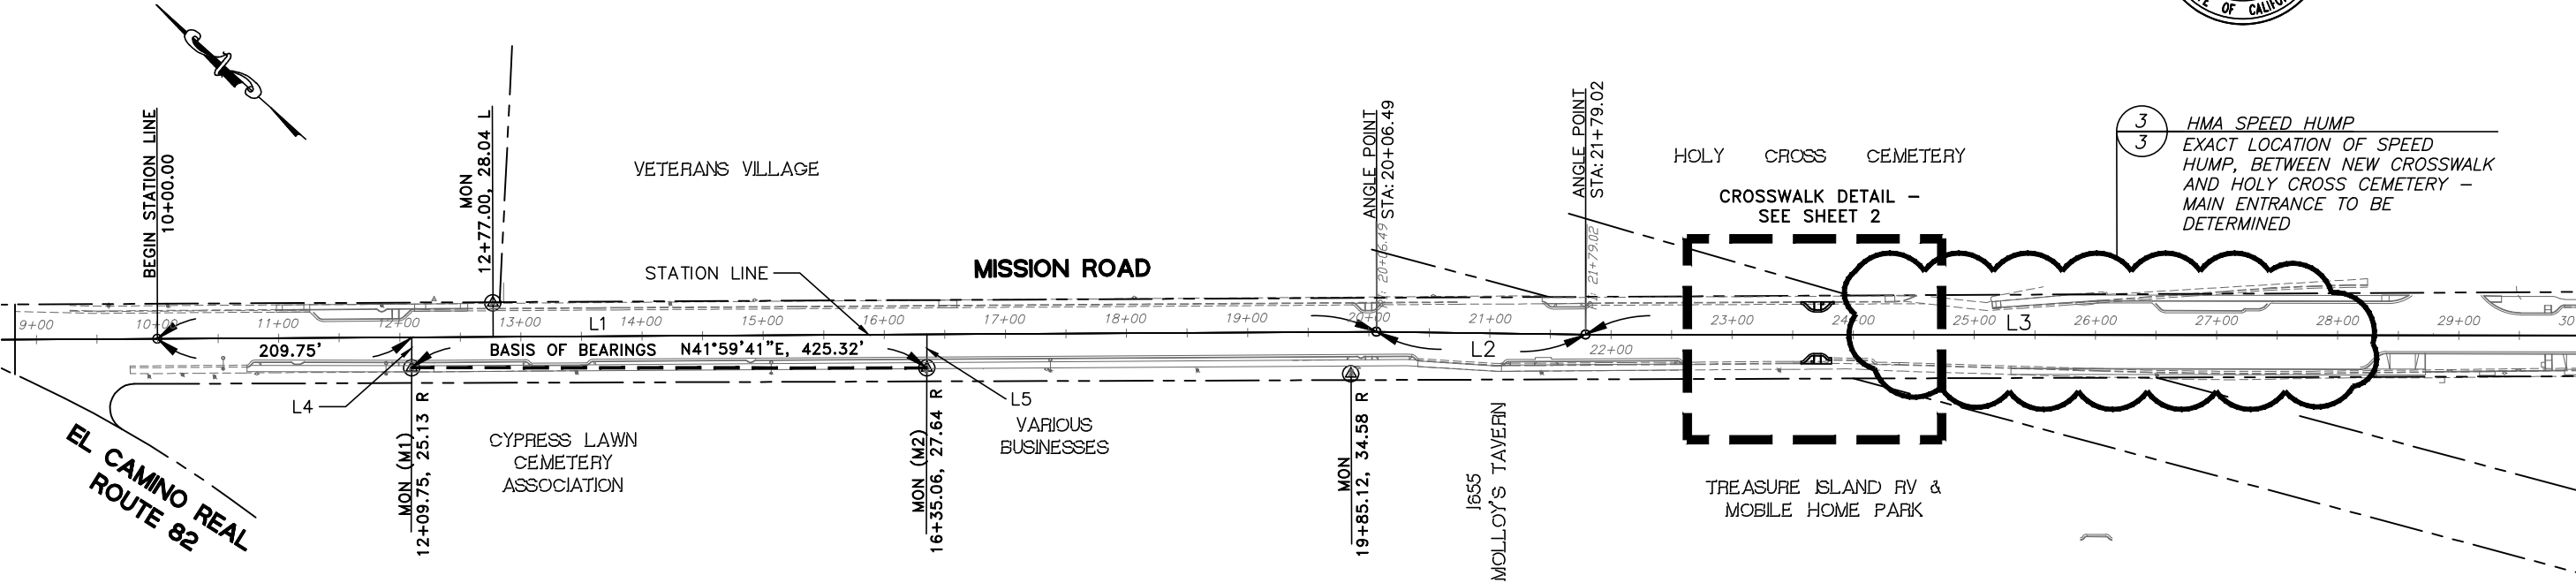 OF CALIFOR
BEGIN STATION LINE
10+00.00
MON
12+77.00, 28.04 L
VETERANS VILLAGE
STATION LINE
MISSION ROAD
ANGLE POINT
STA: 20+06.49
20+06.49
ANGLE POINT
STA: 21+79.02
21+79.02
HOLY CROSS CEMETERY
CROSSWALK DETAIL –
SEE SHEET 2
3
3
HMA SPEED HUMP
EXACT LOCATION OF SPEED
HUMP, BETWEEN NEW CROSSWALK
AND HOLY CROSS CEMETERY –
MAIN ENTRANCE TO BE
DETERMINED
9+00
10+00
11+00
12+00
13+00
L1
14+00
15+00
16+00
17+00
18+00
19+00
20+00
21+00
22+00
23+00
24+00
25+00
L3
26+00
27+00
28+00
29+00
30
209.75'
BASIS OF BEARINGS N41°59'41"E, 425.32'
L2
L4
L5
EL CAMINO REAL
ROUTE 82
MON (M1)
12+09.75, 25.13 R
CYPRESS LAWN
CEMETERY
ASSOCIATION
MON (M2)
16+35.06, 27.64 R
VARIOUS
BUSINESSES
MON
19+85.12, 34.58 R
1655
MOLLOY'S TAVERN
TREASURE ISLAND RV &
MOBILE HOME PARK